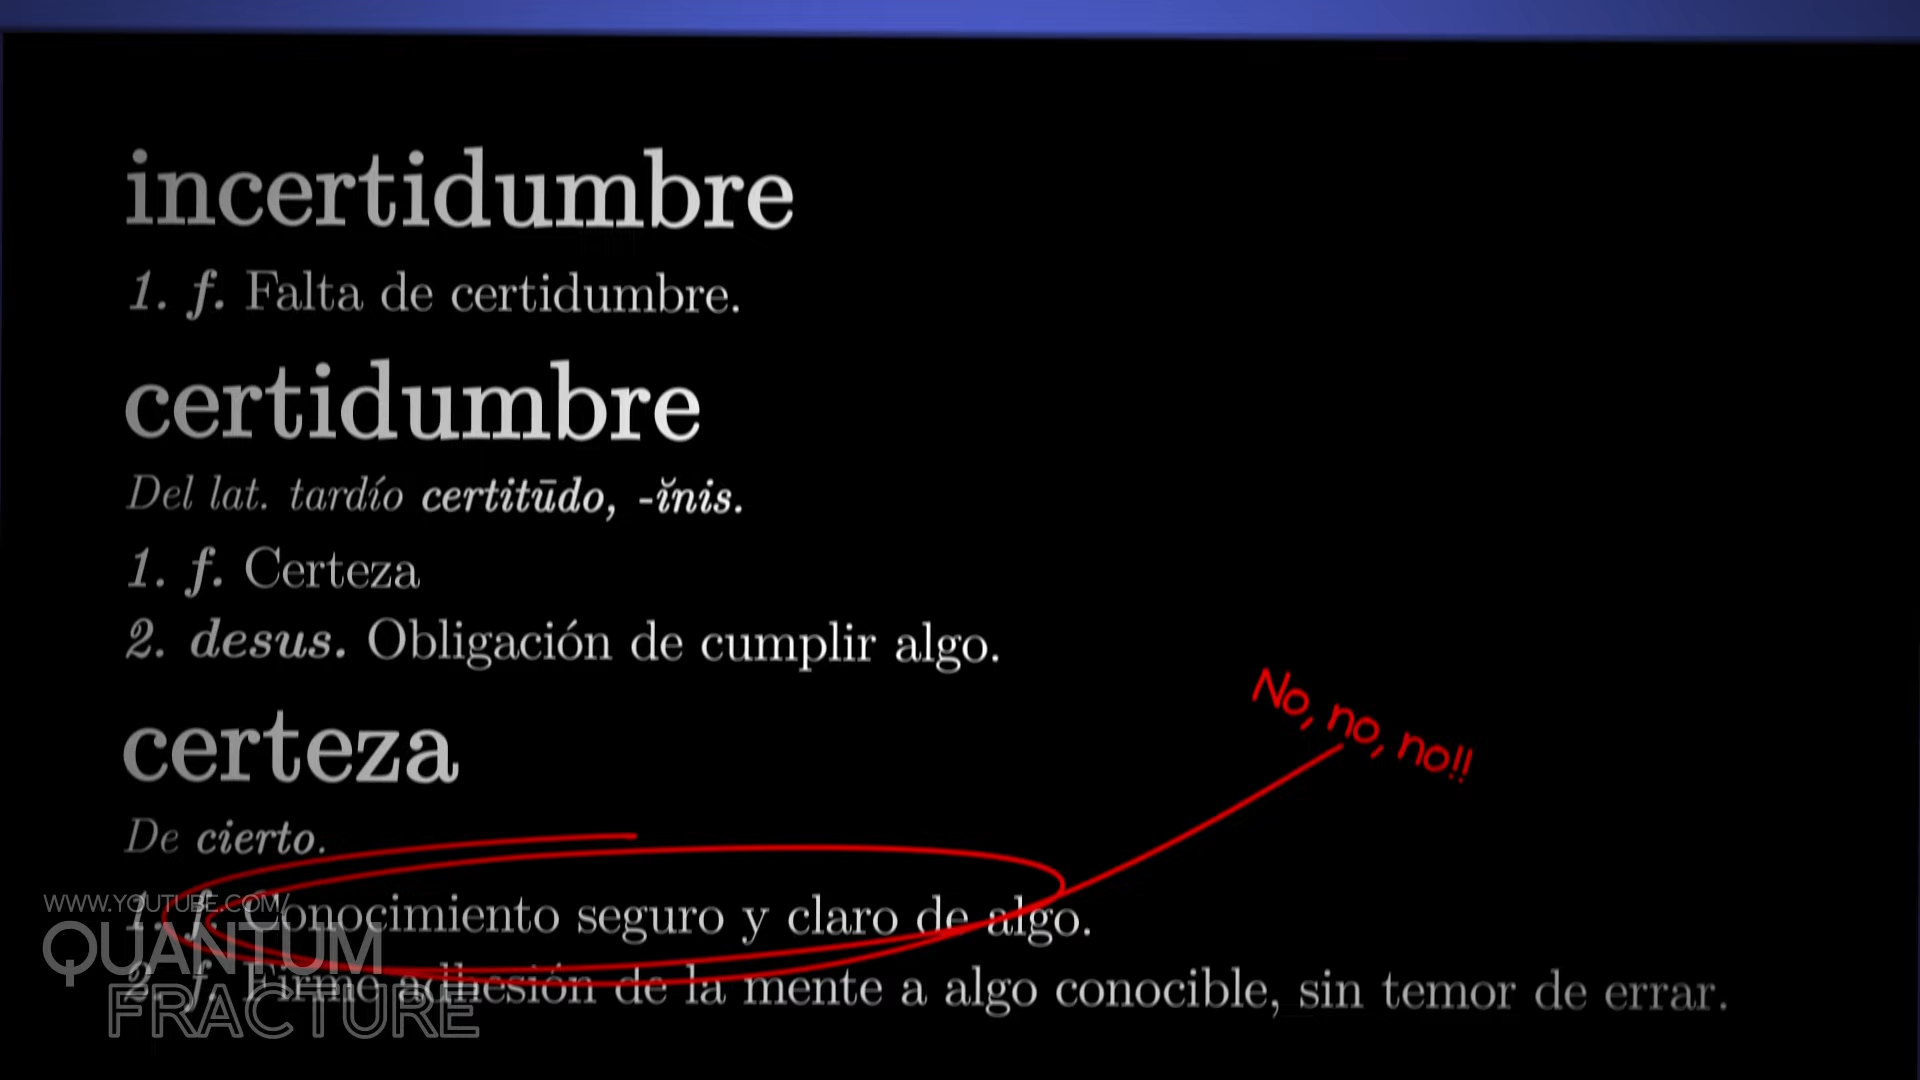 incertidumbre
1. f. Falta de certidumbre.
certidumbre
Del lat. tardío certitūdo, -ĭnis.
1. f. Certeza
2. desus. Obligación de cumplir algo.
No, no, no!!
certeza
De cierto.
1. f. Conocimiento seguro y claro de algo.
2. f. Firme adhesión de la mente a algo conocible, sin temor de errar.
WWW.YOUTUBE.COM/
QUANTUM
FRACTURE